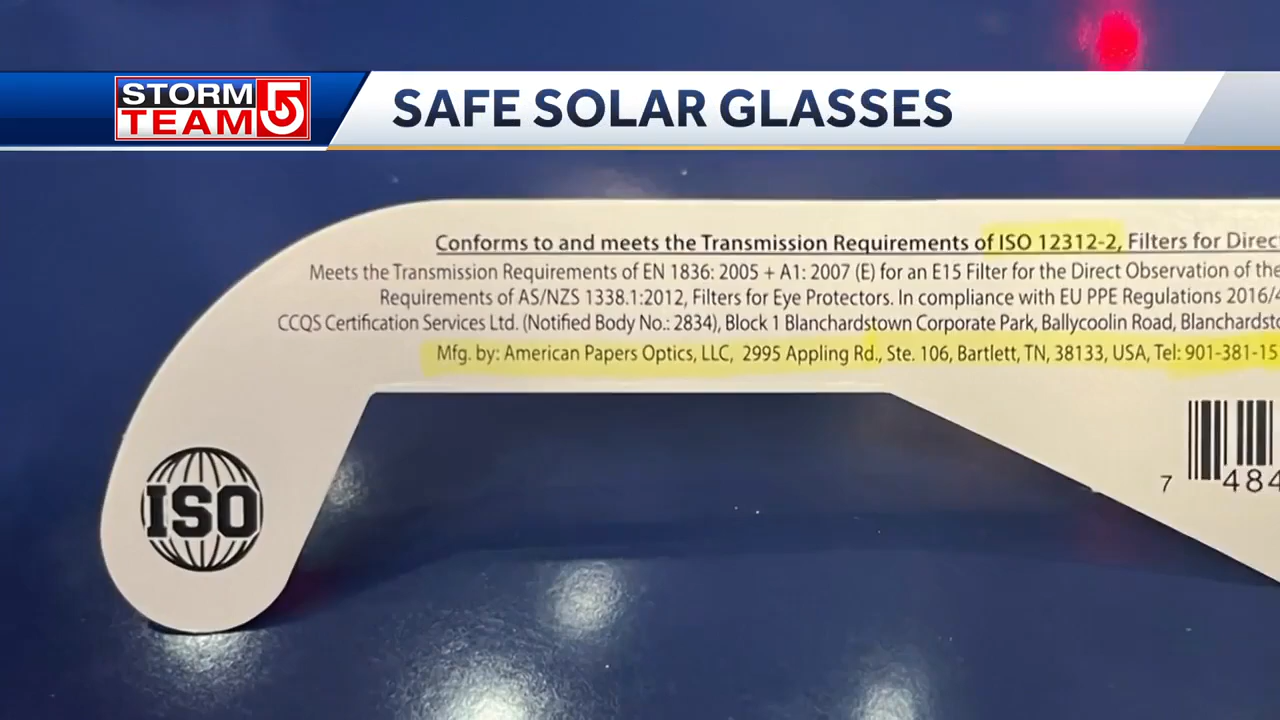 STORM
TEAM 5
SAFE SOLAR GLASSES
Conforms to and meets the Transmission Requirements of ISO 12312-2, Filters for Direc
Meets the Transmission Requirements of EN 1836: 2005 + A1: 2007 (E) for an E15 Filter for the Direct Observation of the
Requirements of AS/NZS 1338.1:2012, Filters for Eye Protectors. In compliance with EU PPE Regulations 2016/4
CCQS Certification Services Ltd. (Notified Body No.: 2834), Block 1 Blanchardstown Corporate Park, Ballycoolin Road, Blanchardsto
Mfg. by: American Papers Optics, LLC, 2995 Appling Rd., Ste. 106, Bartlett, TN, 38133, USA, Tel: 901-381-15
7 484
ISO